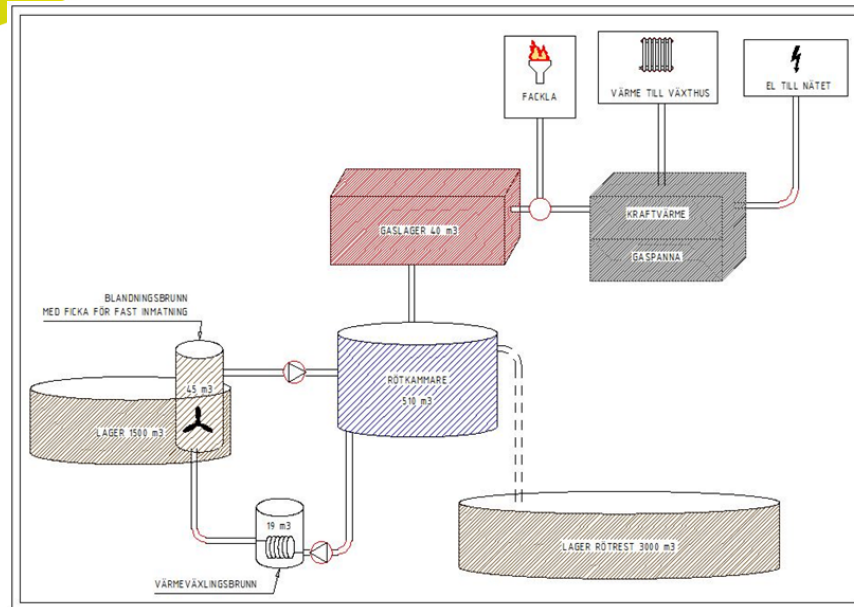 FACKLA
VÄRME TILL VÄXTHUS
EL TILL NÄTET
GASLAGER 40 m3
KRAFTVÄRME
GASPANNA
BLANDNINGSBRUNN
MED FICKA FÖR FAST INMATNING
45 m3
LAGER 1500 m3
RÖTKAMMARE
510 m3
19 m3
VÄRMEVÄXLINGSBRUNN
LAGER RÖTREST 3000 m3